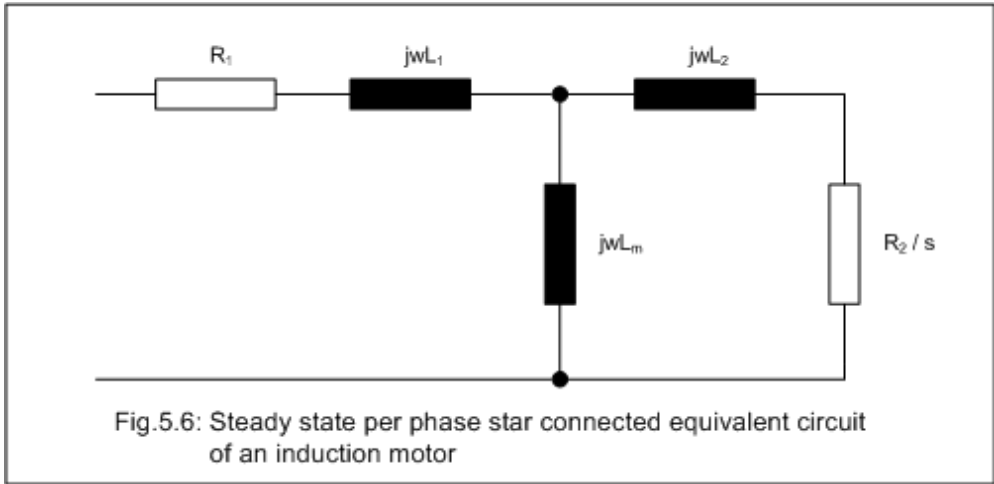 R₁
jwL₁
jwL₂
jwLₘ
R₂ / s
Fig.5.6: Steady state per phase star connected equivalent circuit
of an induction motor